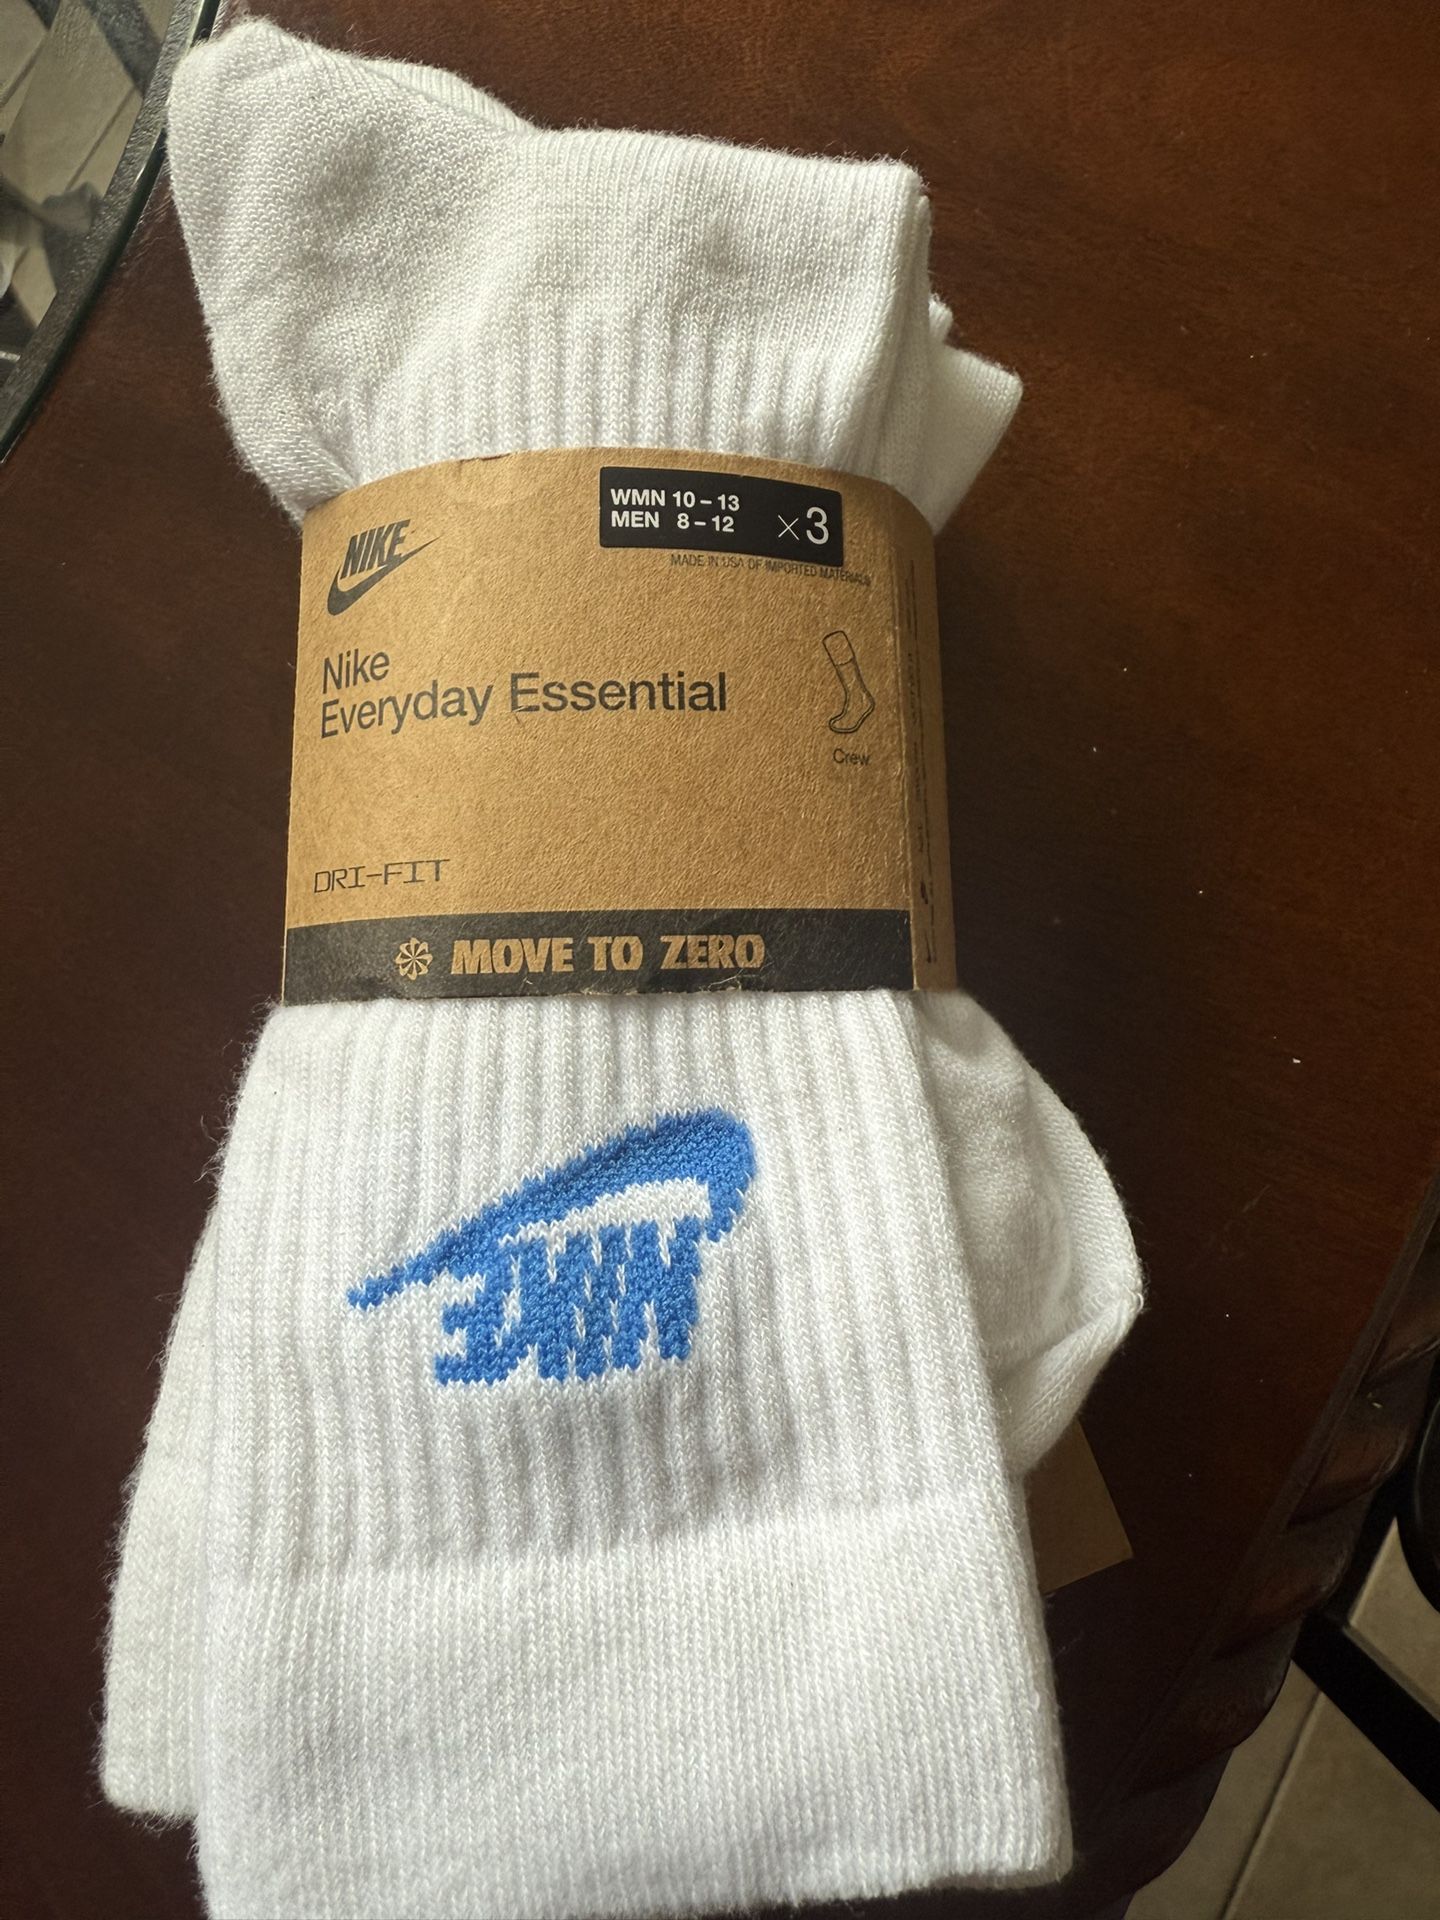 WMN 10 – 13
MEN 8 – 12 ×3
MADE IN USA OF IMPORTED MATERIALS
NIKE
Nike
Everyday Essential
Crew
DRI-FIT
MOVE TO ZERO
NIKE